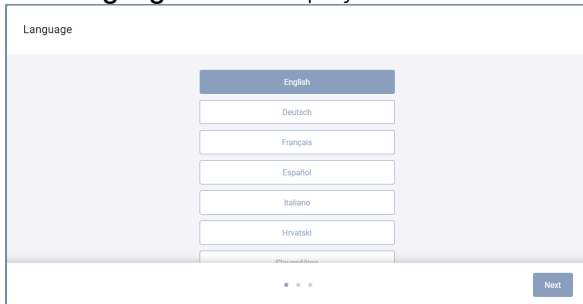 Language
English
Deutsch
Français
Español
Italiano
Hrvatski
Next